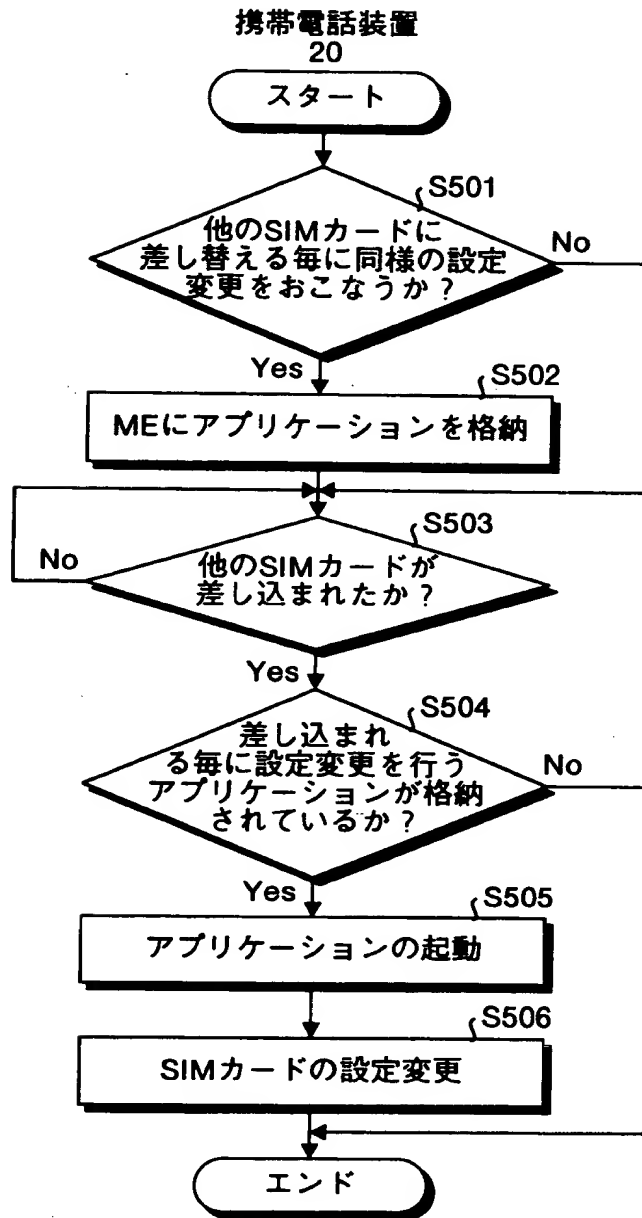 携帯電話装置
20
スタート
S501
他のSIMカードに
差し替える毎に同様の設定
変更をおこなうか?
No
Yes
S502
MEにアプリケーションを格納
S503
No
他のSIMカードが
差し込まれたか?
Yes
S504
差し込まれ
る毎に設定変更を行う
アプリケーションが格納
されているか?
No
Yes
S505
アプリケーションの起動
S506
SIMカードの設定変更
エンド